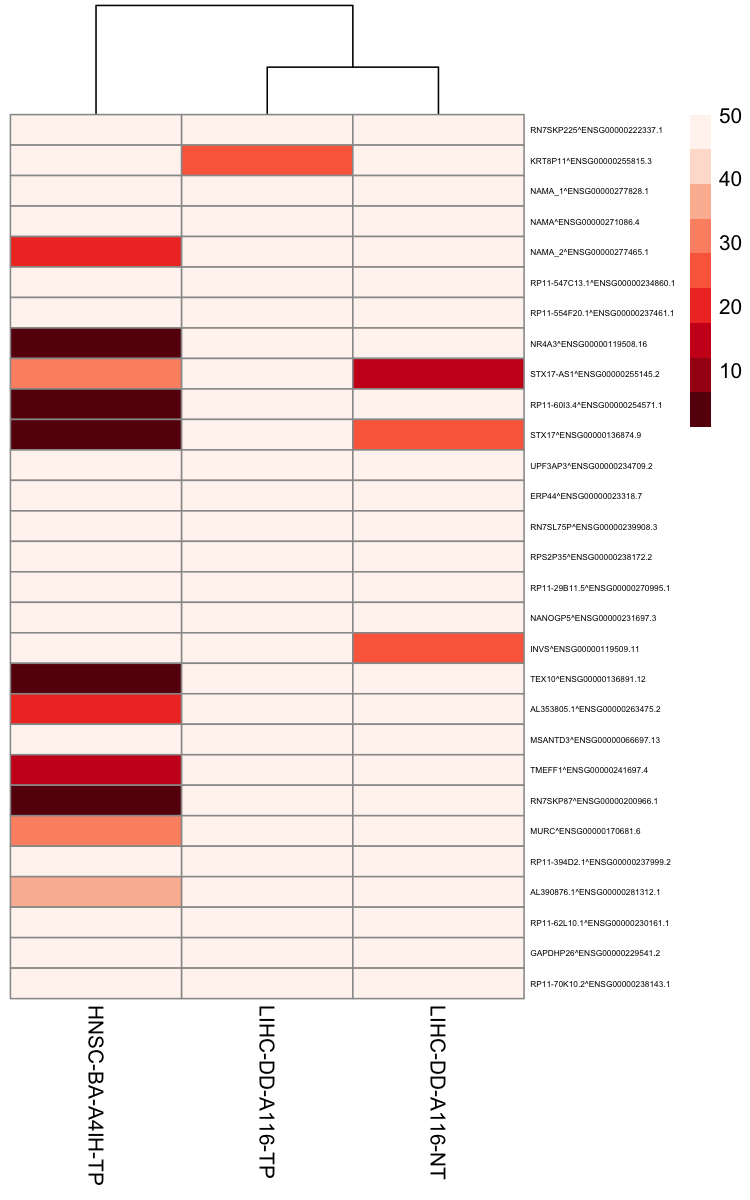 50
40
30
20
10
RN7SKP225^ENSG00000222337.1
KRT8P11^ENSG00000255815.3
NAMA_1^ENSG00000277828.1
NAMA^ENSG00000271086.4
NAMA_2^ENSG00000277465.1
RP11-547C13.1^ENSG00000234860.1
RP11-554F20.1^ENSG00000237461.1
NR4A3^ENSG00000119508.16
STX17-AS1^ENSG00000255145.2
RP11-60I3.4^ENSG00000254571.1
STX17^ENSG00000136874.9
UPF3AP3^ENSG00000234709.2
ERP44^ENSG00000023318.7
RN7SL75P^ENSG00000239908.3
RPS2P35^ENSG00000238172.2
RP11-29B11.5^ENSG00000270995.1
NANOGP5^ENSG00000231697.3
INVS^ENSG00000119509.11
TEX10^ENSG00000136891.12
AL353805.1^ENSG00000263475.2
MSANTD3^ENSG00000066697.13
TMEFF1^ENSG00000241697.4
RN7SKP87^ENSG00000200966.1
MURC^ENSG00000170681.6
RP11-394D2.1^ENSG00000237999.2
AL390876.1^ENSG00000281312.1
RP11-62L10.1^ENSG00000230161.1
GAPDHP26^ENSG00000229541.2
RP11-70K10.2^ENSG00000238143.1
HNSC-BA-A4IH-TP
LIHC-DD-A116-TP
LIHC-DD-A116-NT